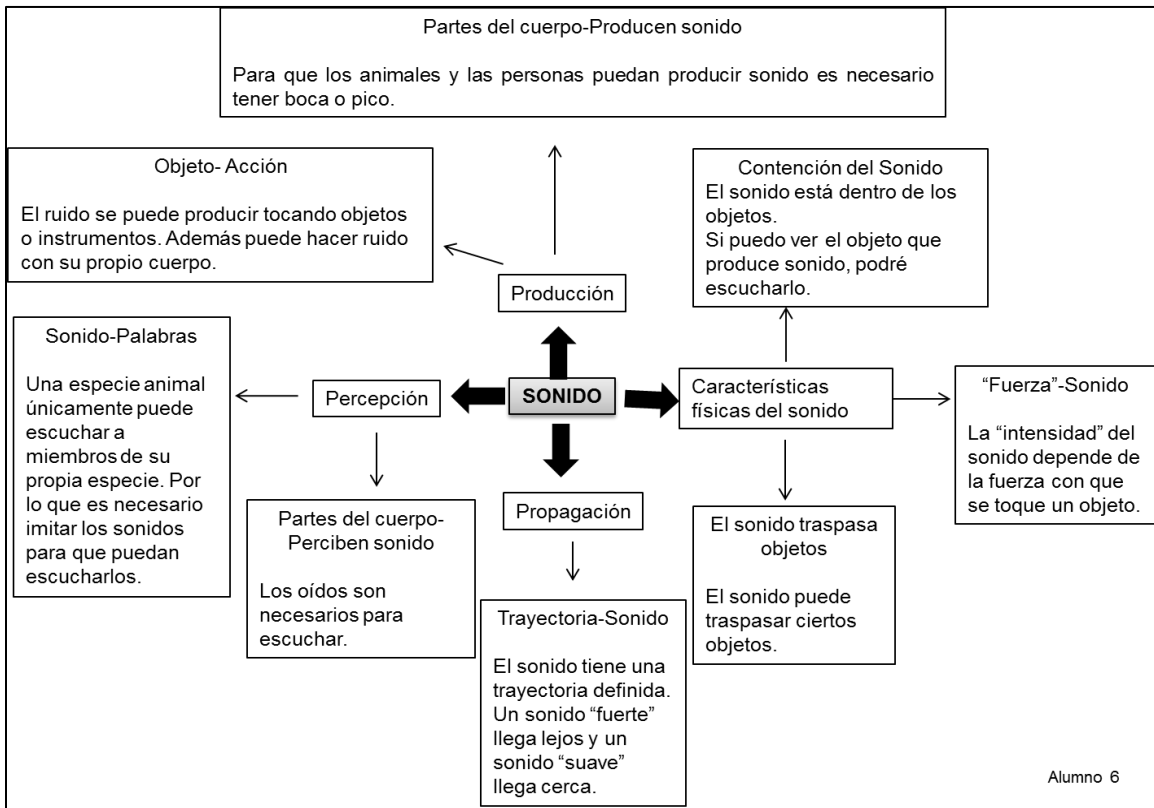 Partes del cuerpo-Producen sonido
Para que los animales y las personas puedan producir sonido es necesario
tener boca o pico.
Objeto- Acción
El ruido se puede producir tocando objetos
o instrumentos. Además puede hacer ruido
con su propio cuerpo.
Contención del Sonido
El sonido está dentro de los
objetos.
Si puedo ver el objeto que
produce sonido, podré
escucharlo.
Producción
Sonido-Palabras
Una especie animal
únicamente puede
escuchar a
miembros de su
propia especie. Por
lo que es necesario
imitar los sonidos
para que puedan
escucharlos.
Percepción
SONIDO
Características
físicas del sonido
“Fuerza”-Sonido
La “intensidad” del
sonido depende de
la fuerza con que
se toque un objeto.
Partes del cuerpo-
Perciben sonido
Los oídos son
necesarios para
escuchar.
Propagación
Trayectoria-Sonido
El sonido tiene una
trayectoria definida.
Un sonido “fuerte”
llega lejos y un
sonido “suave”
llega cerca.
El sonido traspasa
objetos
El sonido puede
traspasar ciertos
objetos.
Alumno 6